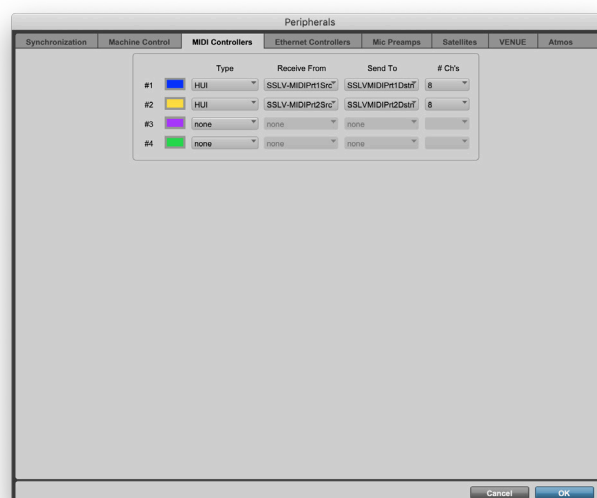 Peripherals
Synchronization Machine Control MIDI Controllers Ethernet Controllers Mic Preamps Satellites VENUE Atmos
Type Receive From Send To # Ch's
#1 HUI SSLV-MIDIPrt1Src SSLVMIDIPrt1Dstn 8
#2 HUI SSLV-MIDIPrt2Src SSLVMIDIPrt2Dstn 8
#3 none none none
#4 none none none
Cancel OK